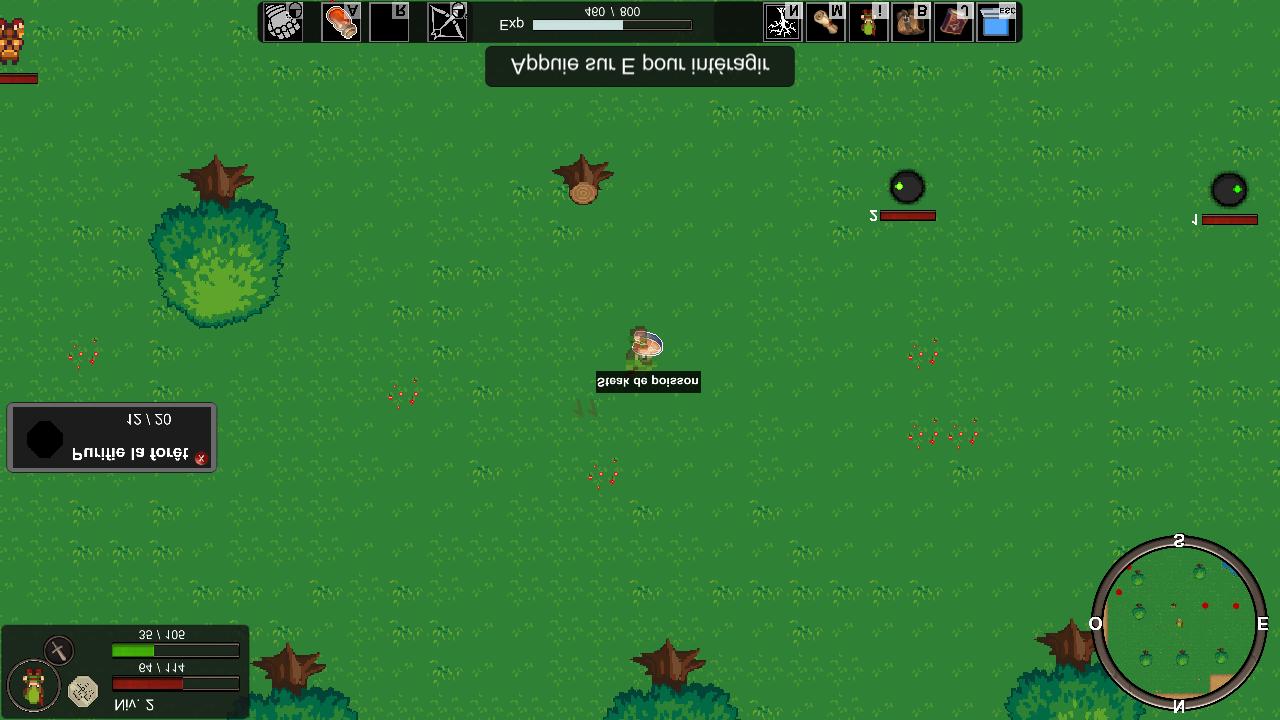 Niv. 2
64 / 114
35 / 105
N
O
E
S
x
Purifie la forêt
12 / 20
Steak de poisson
2
1
Appuie sur E pour intéragir
Exp
460 / 800
A
R
N
M
i
B
J
esc